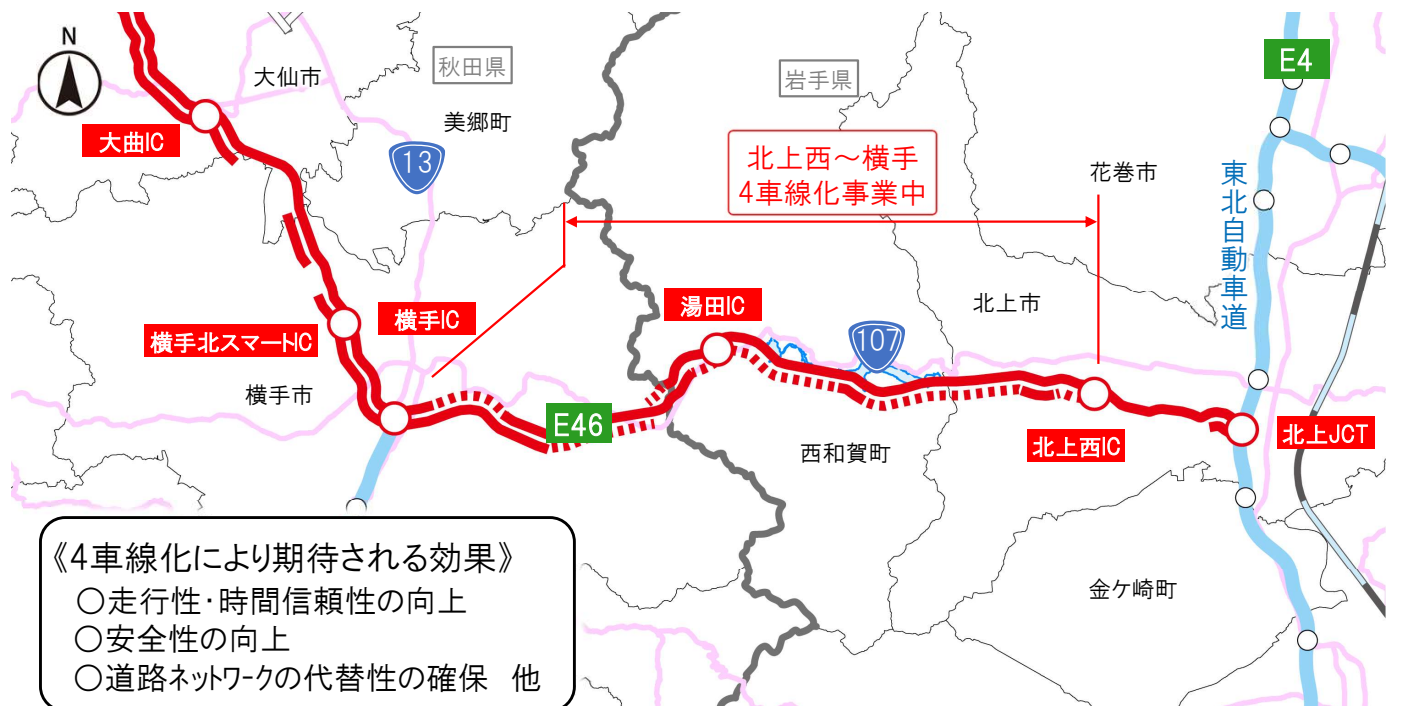 N
大仙市
秋田県
岩手県
E4
大曲IC
美郷町
13
北上西～横手
4車線化事業中
花巻市
東北自動車道
湯田IC
北上市
横手北スマートIC
横手IC
107
横手市
E46
西和賀町
北上西IC
北上JCT
金ケ崎町
《4車線化により期待される効果》
○走行性・時間信頼性の向上
○安全性の向上
○道路ネットワークの代替性の確保　他